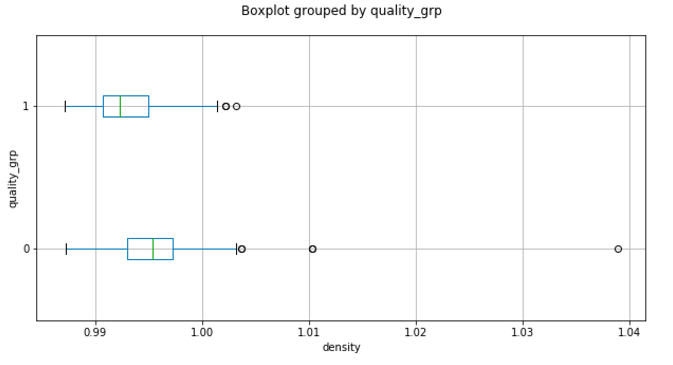 Boxplot grouped by quality_grp
1
0
quality_grp
0.99 1.00 1.01 1.02 1.03 1.04
density